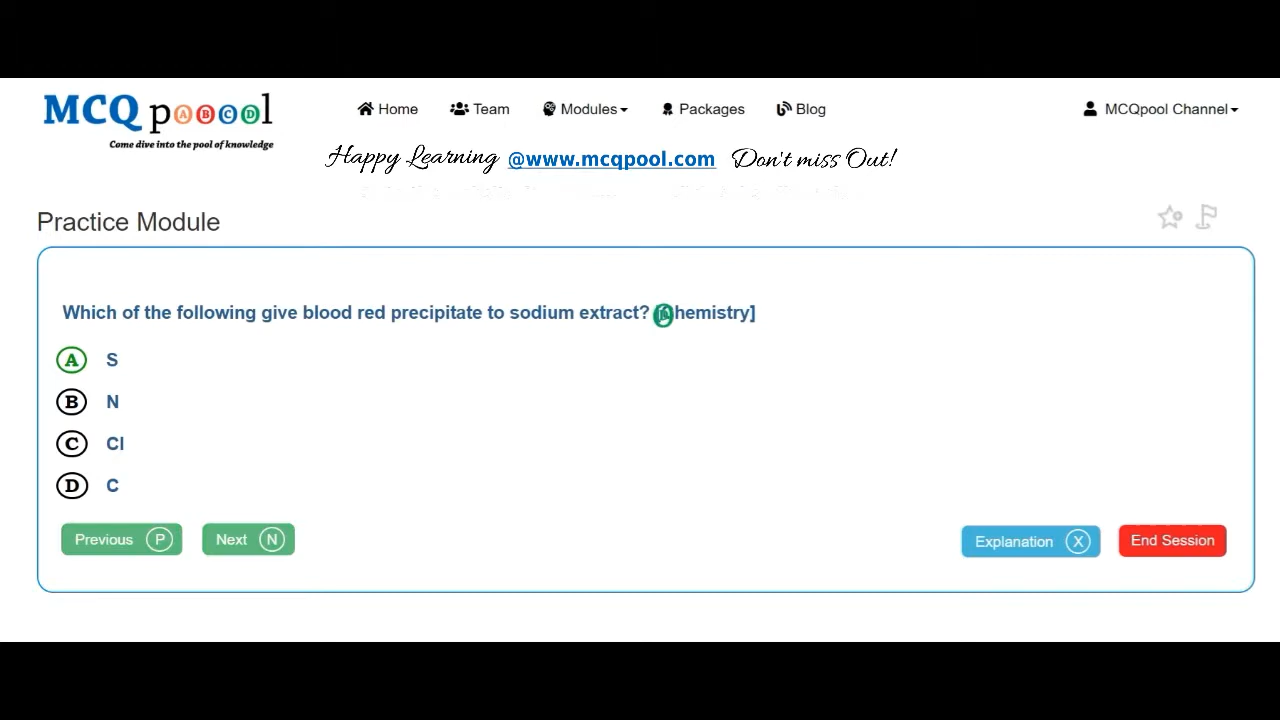 MCQ pooool
Come dive into the pool of knowledge
Home Team Modules Packages Blog MCQpool Channel
Happy Learning @www.mcqpool.com Don't miss Out!
Practice Module
Which of the following give blood red precipitate to sodium extract? [Chemistry]
A S
B N
C Cl
D C
Previous P Next N Explanation X End Session